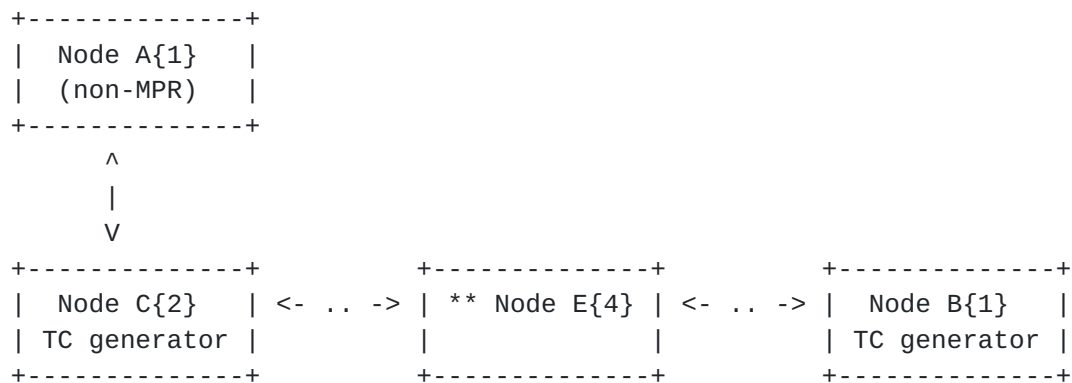 +--------------+
|  Node A{1}   |
|  (non-MPR)   |
+--------------+
      ^
      |
      V
+--------------+          +--------------+          +--------------+
|  Node C{2}   | <- .. -> | ** Node E{4} | <- .. -> |  Node B{1}   |
| TC generator |          |              |          | TC generator |
+--------------+          +--------------+          +--------------+